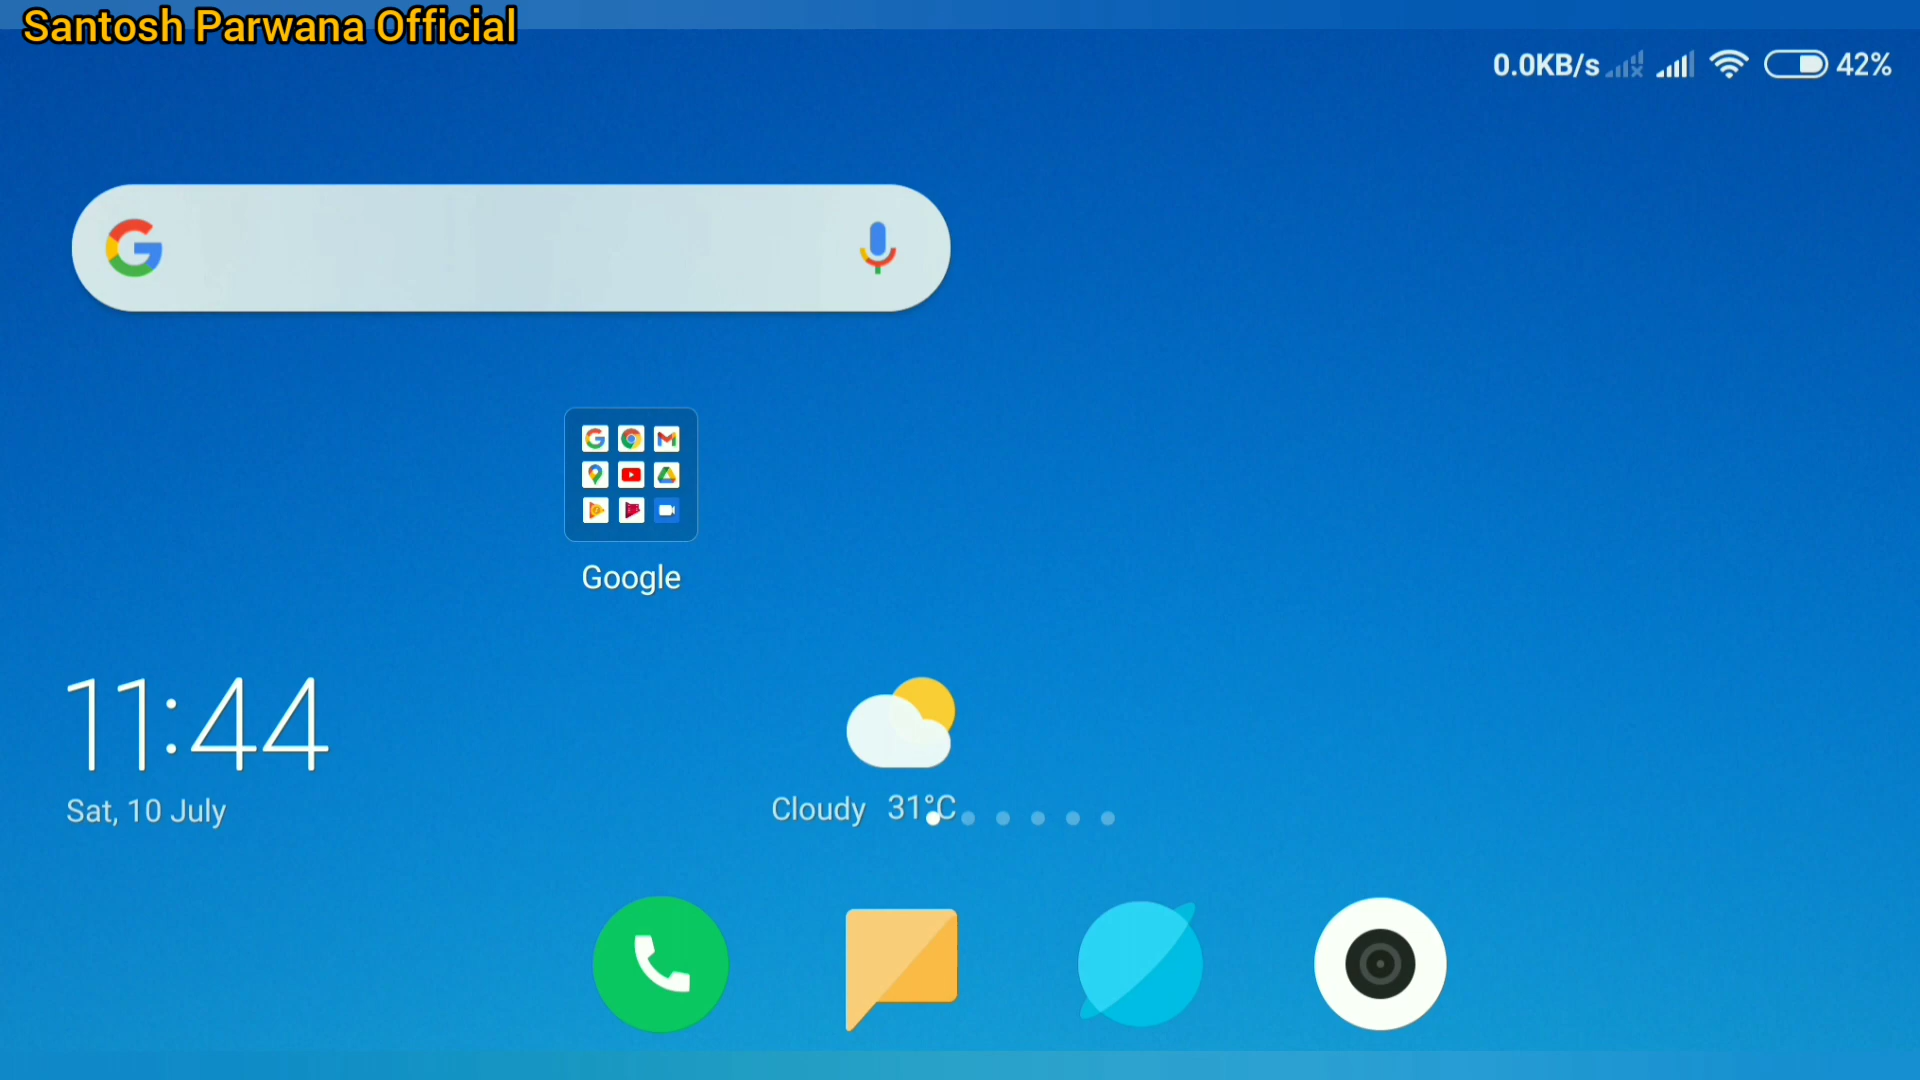 Santosh Parwana Official
0.0KB/s 42%
Google
11:44
Sat, 10 July
Cloudy 31°C